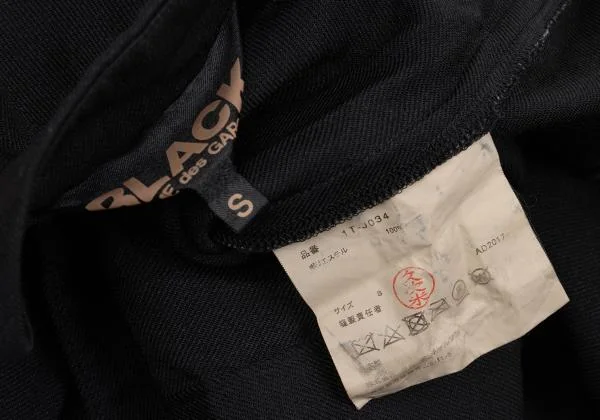 BLACK
des GAR
S
品番 1T-J034
ポリエステル 100%
AD2017
サイズ S
縫製責任者